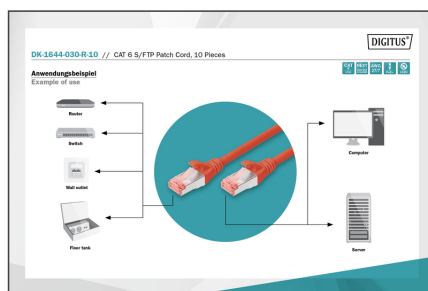 DIGITUS®
DK-1644-030-R-10 // CAT 6 S/FTP Patch Cord, 10 Pieces
Anwendungsbeispiel
Example of use
Router
Switch
Wall outlet
Floor tank
Computer
Server